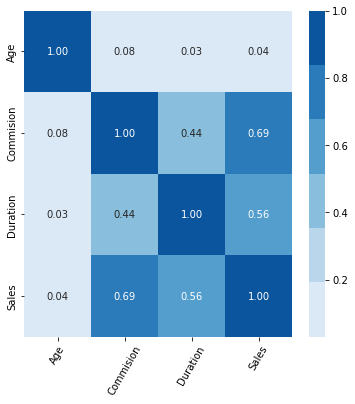 1.0
Age 1.00 0.08 0.03 0.04
0.8
Commision 0.08 1.00 0.44 0.69
0.6
Duration 0.03 0.44 1.00 0.56
0.4
Sales 0.04 0.69 0.56 1.00
0.2
Age Commision Duration Sales